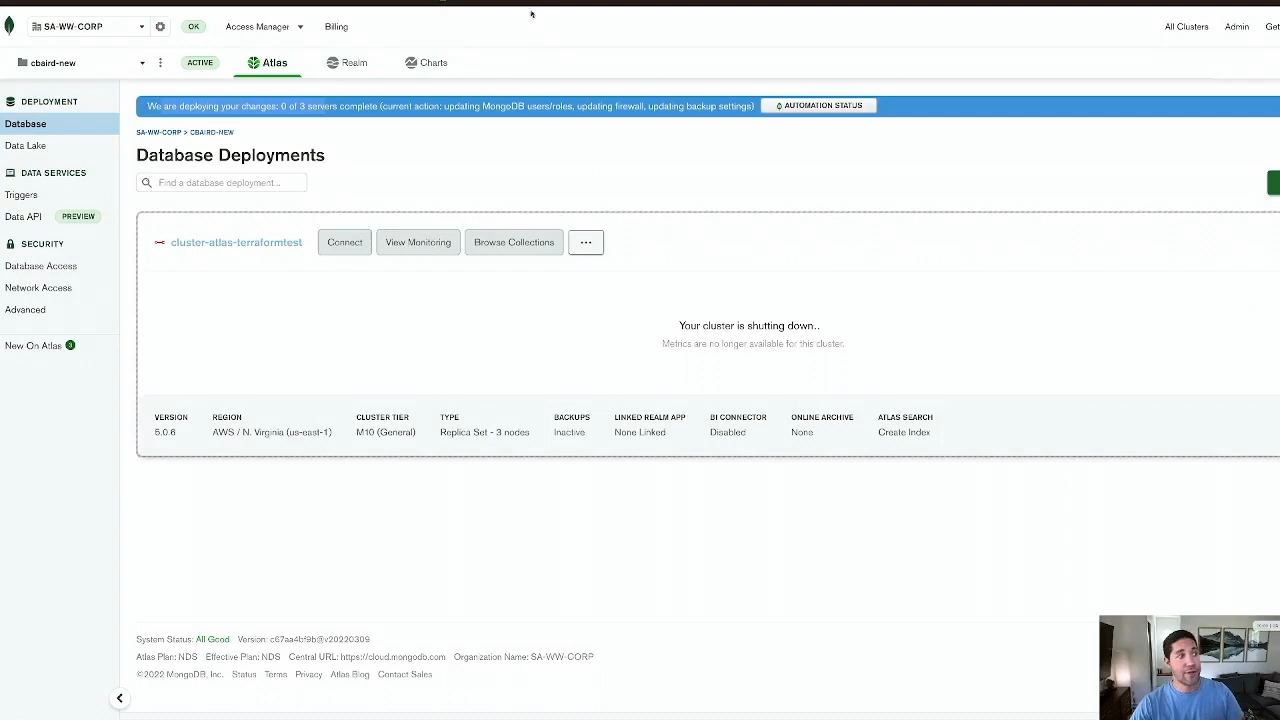 SA-WW-CORP OK Access Manager Billing All Clusters Admin Get
cbaird-new ACTIVE Atlas Realm Charts
DEPLOYMENT
Database
Data Lake
DATA SERVICES
Triggers
Data API PREVIEW
SECURITY
Database Access
Network Access
Advanced
New On Atlas
We are deploying your changes: 0 of 3 servers complete (current action: updating MongoDB users/roles, updating firewall, updating backup settings) AUTOMATION STATUS
SA-WW-CORP > CBAIRD-NEW
Database Deployments
Find a database deployment...
cluster-atlas-terraformtest Connect View Monitoring Browse Collections ...
Your cluster is shutting down..
Metrics are no longer available for this cluster.
VERSION REGION CLUSTER TIER TYPE BACKUPS LINKED REALM APP BI CONNECTOR ONLINE ARCHIVE ATLAS SEARCH
5.0.6 AWS / N. Virginia (us-east-1) M10 (General) Replica Set - 3 nodes Inactive None Linked Disabled None Create Index
System Status: All Good Version: c67aa4bf9b@v20220309
Atlas Plan: NDS Effective Plan: NDS Central URL: https://cloud.mongodb.com Organization Name: SA-WW-CORP
©2022 MongoDB, Inc. Status Terms Privacy Atlas Blog Contact Sales